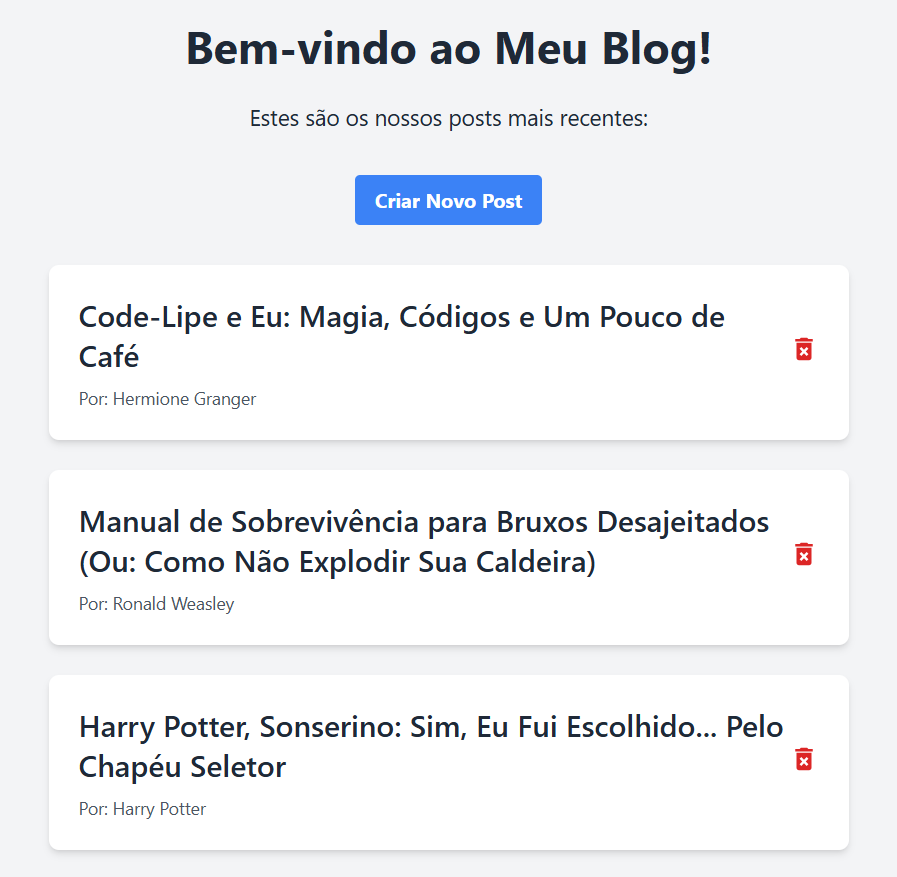 Bem-vindo ao Meu Blog!
Estes são os nossos posts mais recentes:
Criar Novo Post
Code-Lipe e Eu: Magia, Códigos e Um Pouco de
Café
Por: Hermione Granger
Manual de Sobrevivência para Bruxos Desajeitados
(Ou: Como Não Explodir Sua Caldeira)
Por: Ronald Weasley
Harry Potter, Sonserino: Sim, Eu Fui Escolhido... Pelo
Chapéu Seletor
Por: Harry Potter